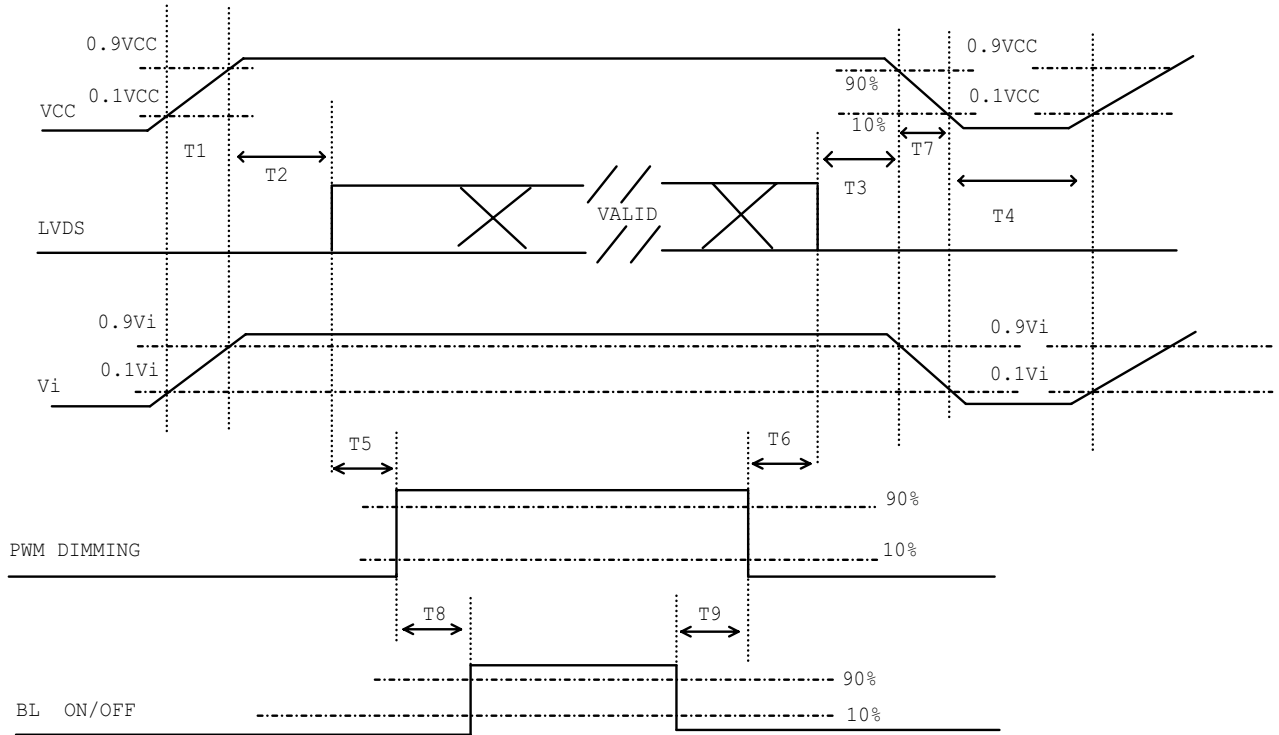 0.9VCC
0.9VCC
90%
0.1VCC
0.1VCC
VCC
10%
T1
T7
T2
T3
VALID
T4
LVDS
0.9Vi
0.9Vi
0.1Vi
0.1Vi
Vi
T5
T6
90%
PWM DIMMING
10%
T8
T9
90%
BL ON/OFF
10%